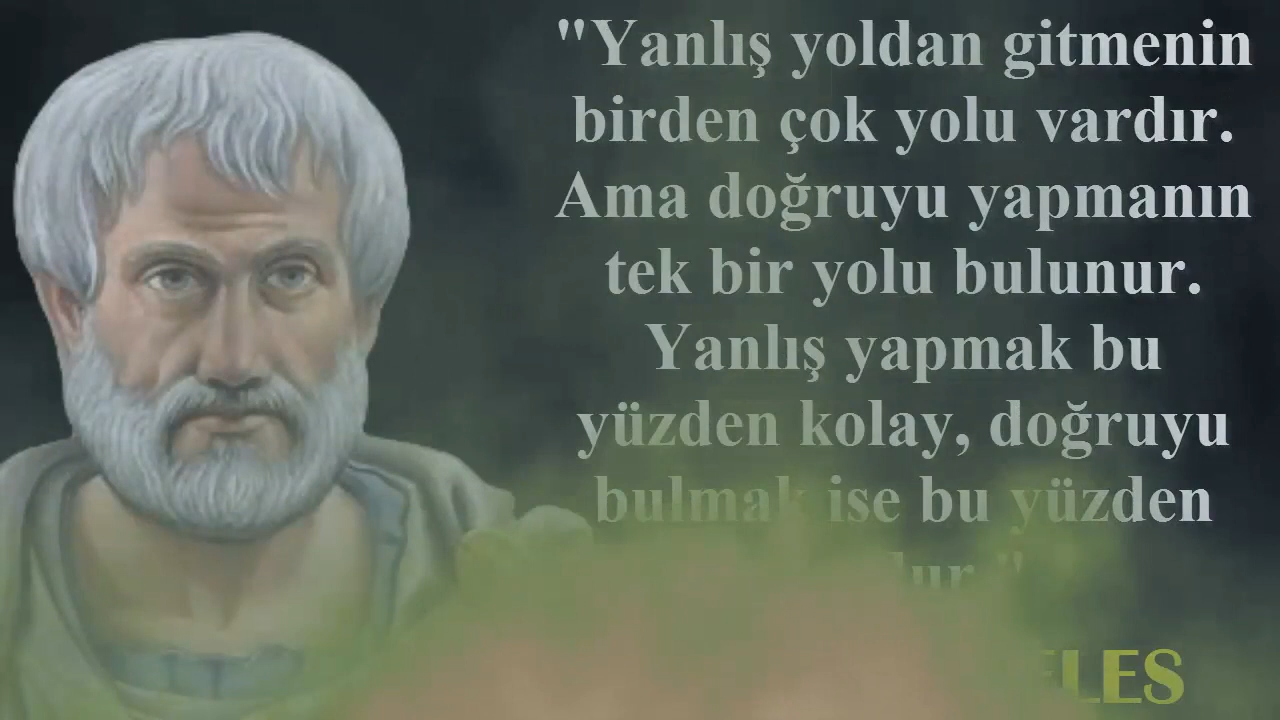 "Yanlış yoldan gitmenin
birden çok yolu vardır.
Ama doğruyu yapmanın
tek bir yolu bulunur.
Yanlış yapmak bu
yüzden kolay, doğruyu
bulmak ise bu yüzden